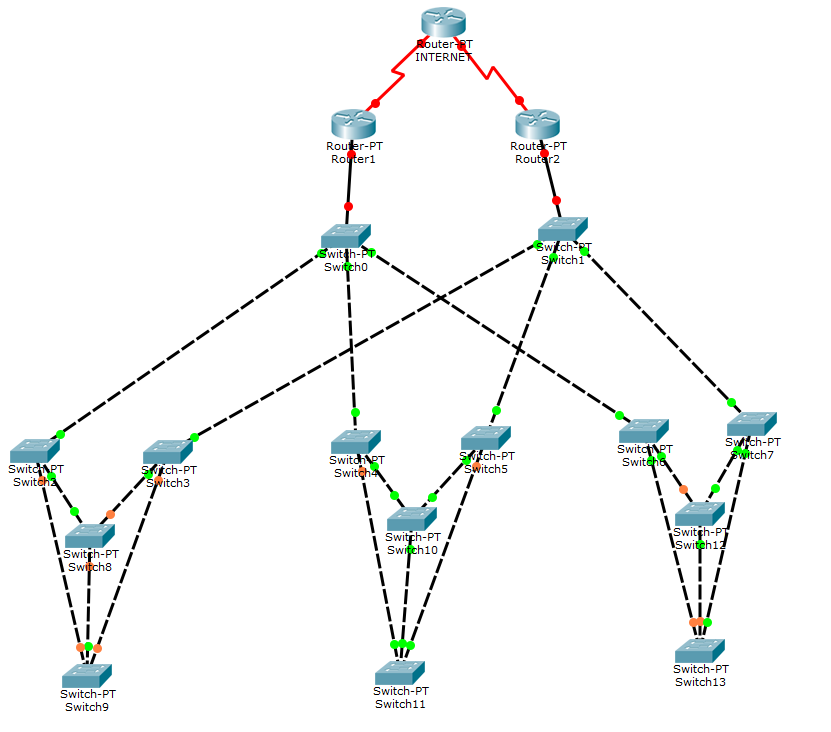 Router-PT
INTERNET
Router-PT
Router1
Router-PT
Router2
Switch-PT
Switch0
Switch-PT
Switch1
Switch-PT
Switch2
Switch-PT
Switch3
Switch-PT
Switch4
Switch-PT
Switch5
Switch-PT
Switch6
Switch-PT
Switch7
Switch-PT
Switch8
Switch-PT
Switch10
Switch-PT
Switch12
Switch-PT
Switch9
Switch-PT
Switch11
Switch-PT
Switch13